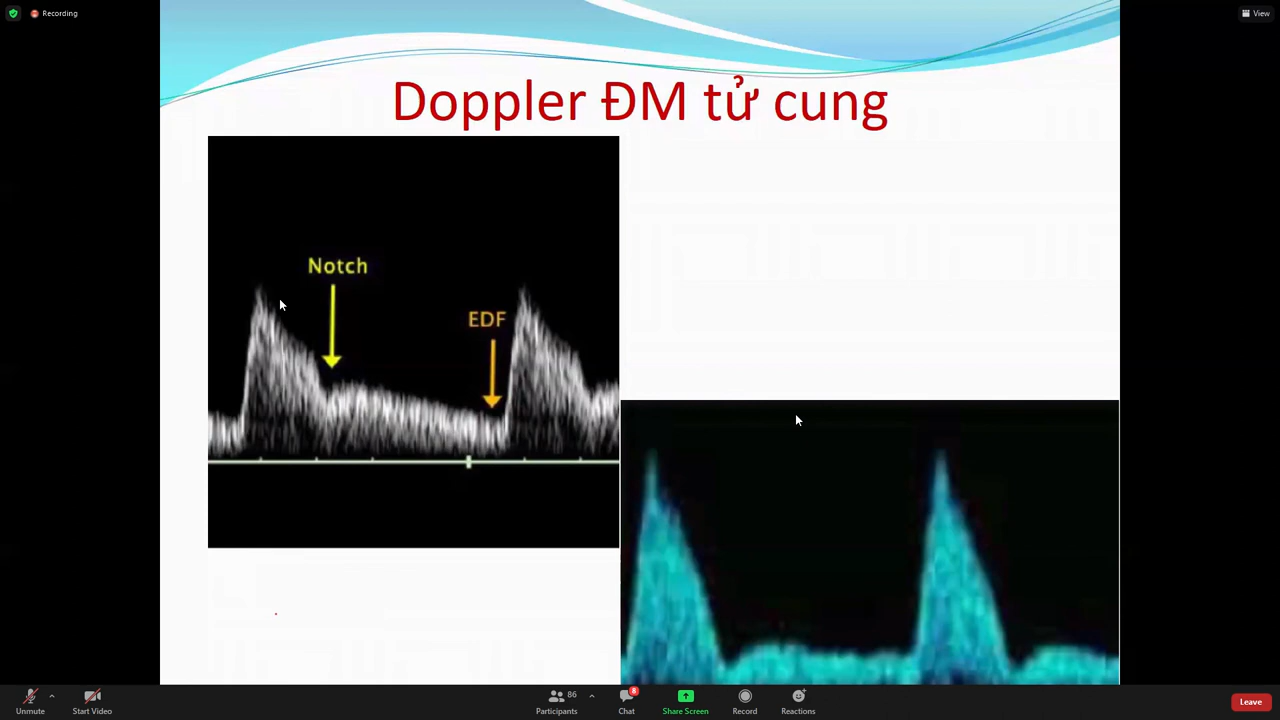 Recording
View
Doppler ĐM tử cung
Notch
EDF
Unmute
Start Video
86
Participants
8
Chat
Share Screen
Record
Reactions
Leave